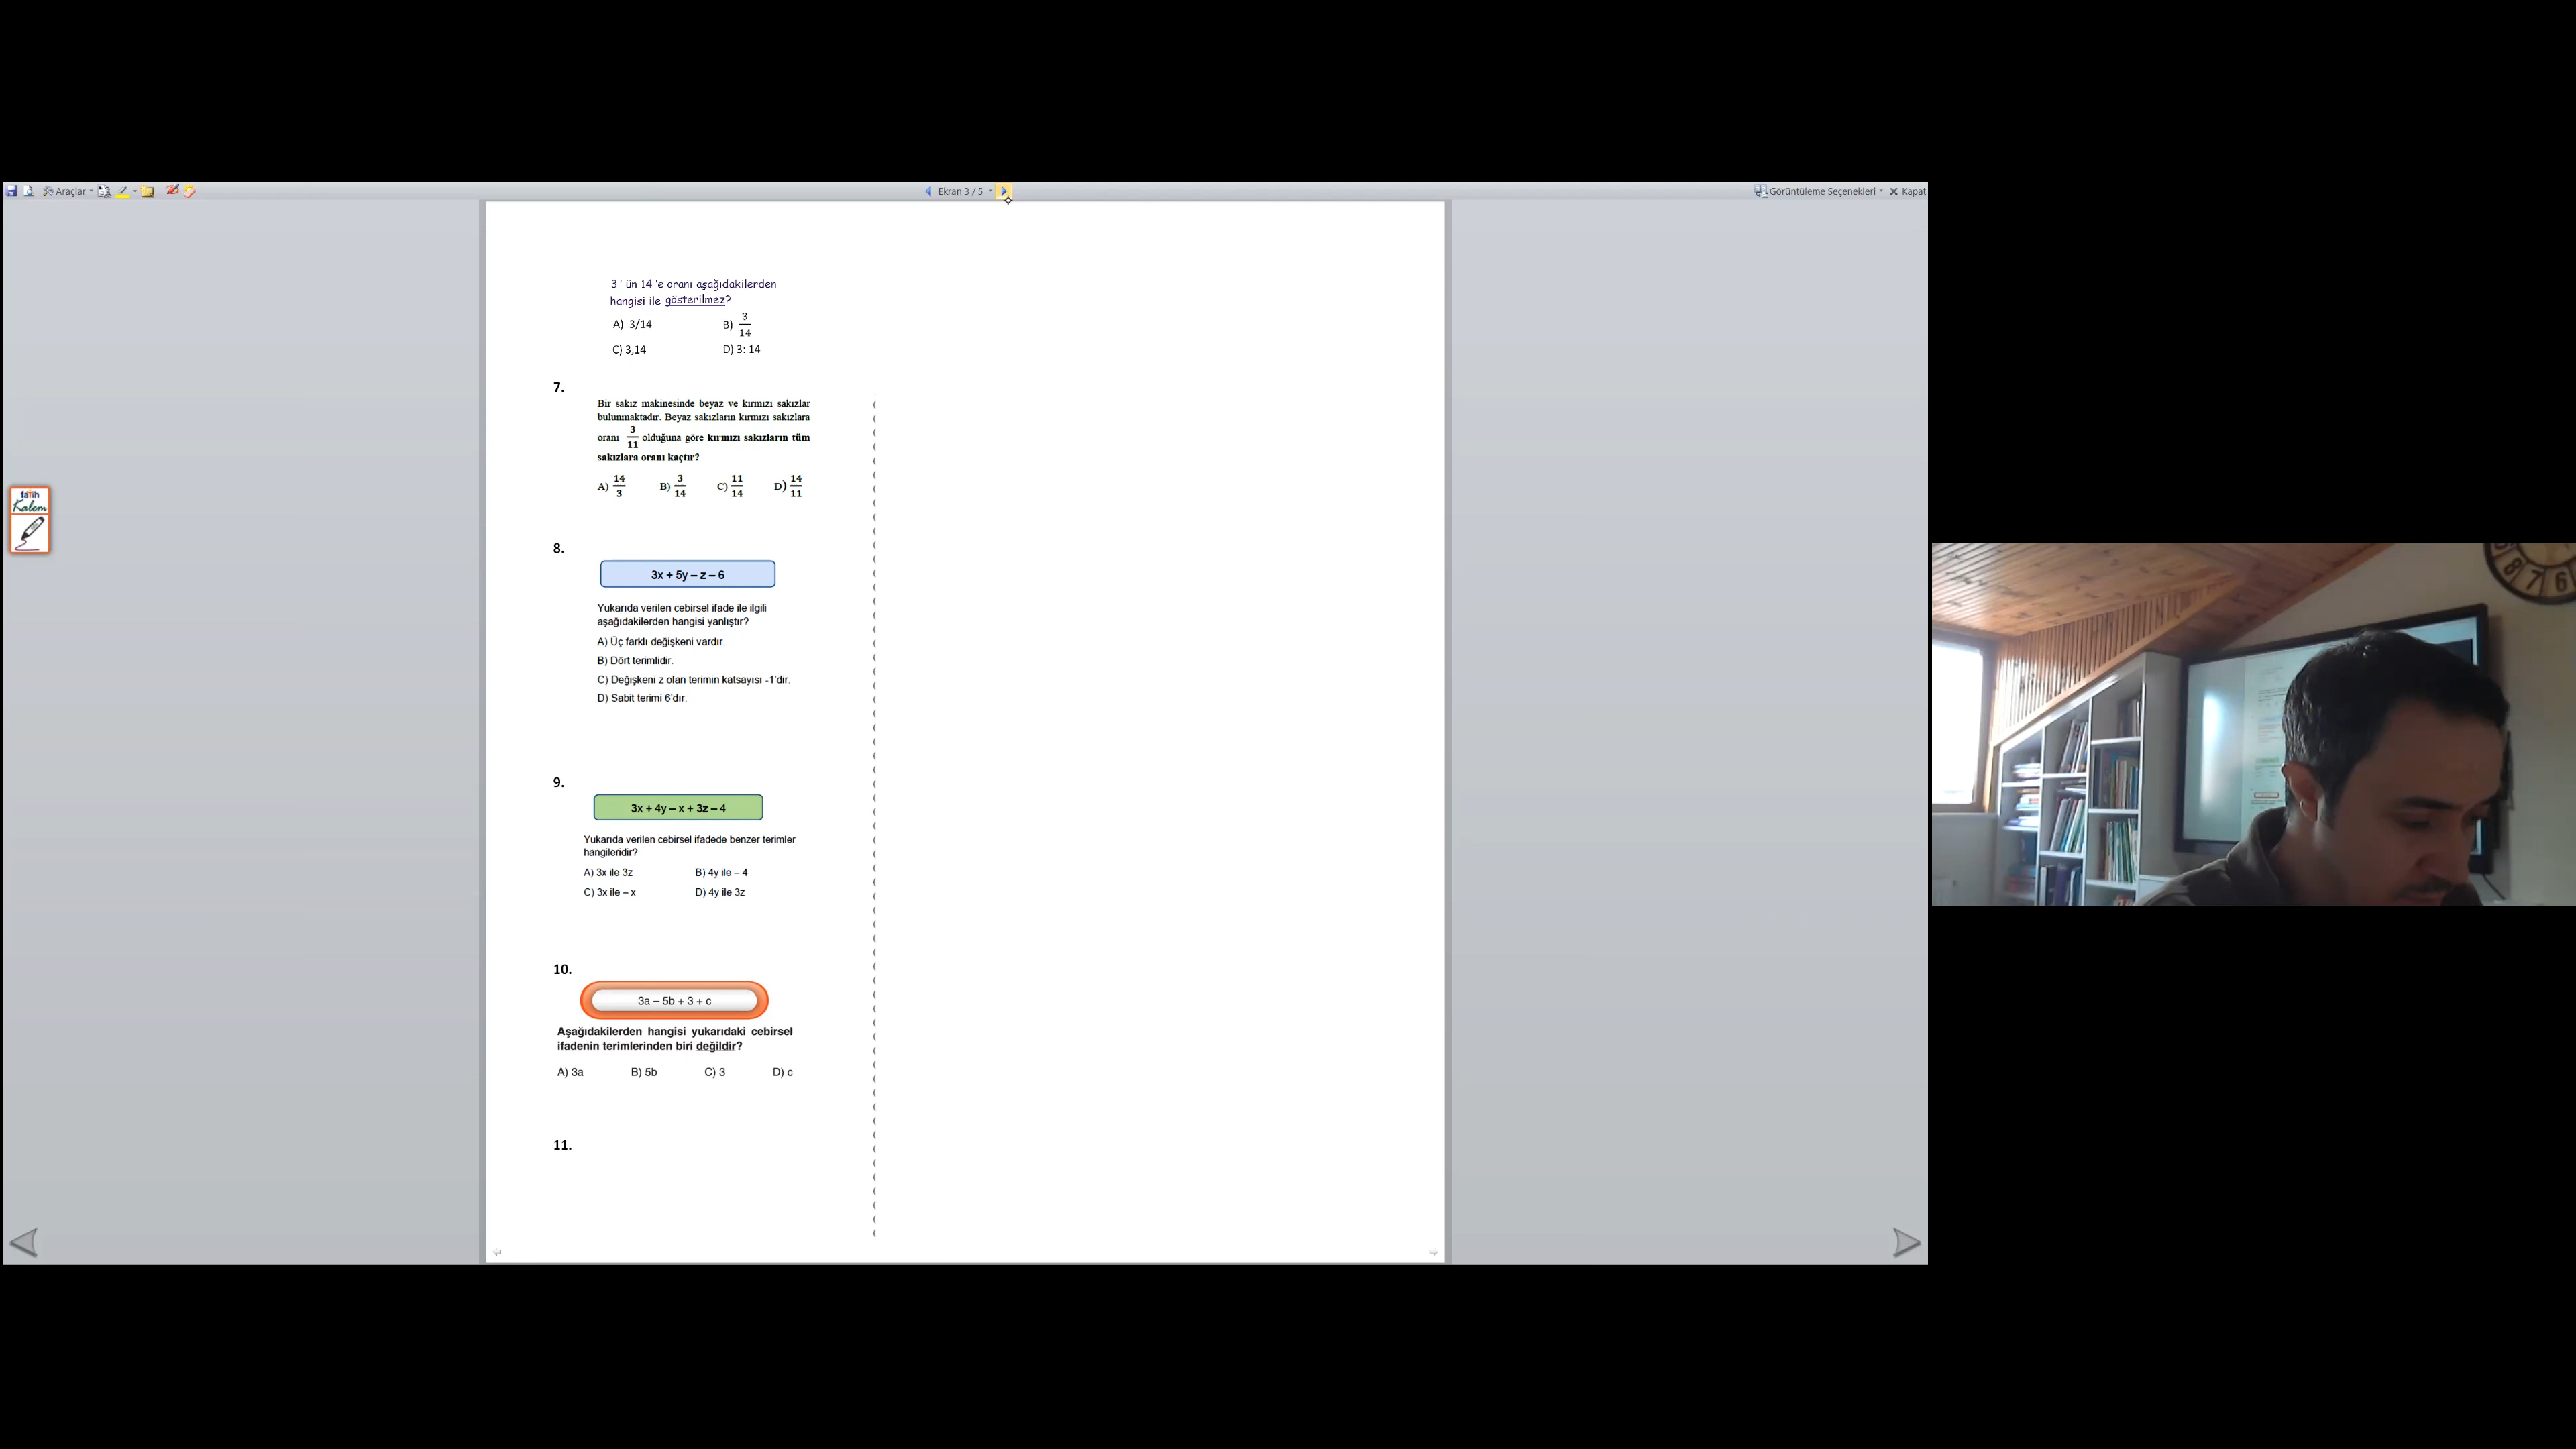 Araçlar
Ekran 3 / 5
Görüntüleme Seçenekleri
Kapat
3 ' ün 14 'e oranı aşağıdakilerden
hangisi ile gösterilmez?
A) 3/14 B) 3/14
C) 3,14 D) 3: 14
7.
Bir sakız makinesinde beyaz ve kırmızı sakızlar
bulunmaktadır. Beyaz sakızların kırmızı sakızlara
oranı 3/11 olduğuna göre kırmızı sakızların tüm
sakızlara oranı kaçtır?
A) 14/3 B) 3/14 C) 11/14 D) 14/11
fatih
Kalem
8.
3x + 5y – z – 6
Yukarıda verilen cebirsel ifade ile ilgili
aşağıdakilerden hangisi yanlıştır?
A) Üç farklı değişkeni vardır.
B) Dört terimlidir.
C) Değişkeni z olan terimin katsayısı -1'dir.
D) Sabit terimi 6'dır.
9.
3x + 4y – x + 3z – 4
Yukarıda verilen cebirsel ifadede benzer terimler
hangileridir?
A) 3x ile 3z B) 4y ile – 4
C) 3x ile – x D) 4y ile 3z
10.
3a – 5b + 3 + c
Aşağıdakilerden hangisi yukarıdaki cebirsel
ifadenin terimlerinden biri değildir?
A) 3a B) 5b C) 3 D) c
11.
8 7 6